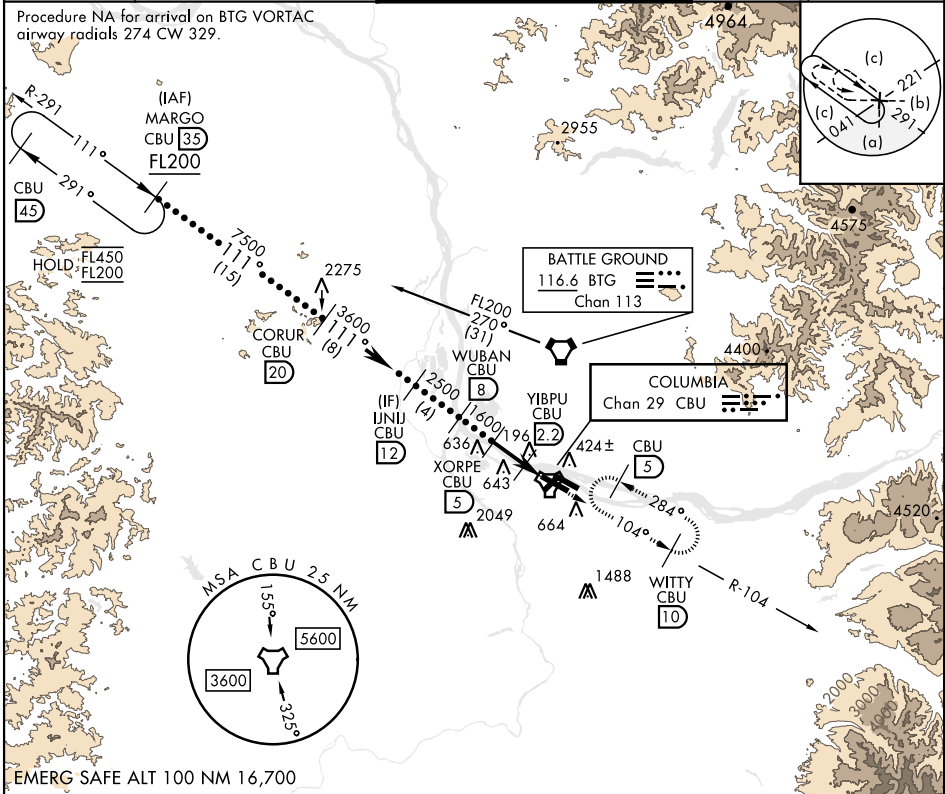 Procedure NA for arrival on BTG VORTAC
airway radials 274 CW 329.
4964
(c)
221
(b)
291
(c)
041
(a)
R-291
(IAF)
MARGO
CBU 35
FL200
111°
291°
CBU
45
HOLD FL450
FL200
2955
4575
7500
111°
(15)
2275
BATTLE GROUND
116.6 BTG
Chan 113
FL200
270°
(31)
3600
111°
(8)
CORUR
CBU
20
4400
WUBAN
CBU
8
COLUMBIA
Chan 29 CBU
2500
(4)
YIBPU
CBU
2.2
(IF)
IJNIJ
CBU
12
1600
196
636
643
424±
CBU
5
XORPE
CBU
5
284°
104°
664
2049
4520
WITTY
CBU
10
1488
R-104
MSA CBU 25 NM
155°
5600
3600
325°
2000
3000
EMERG SAFE ALT 100 NM 16,700